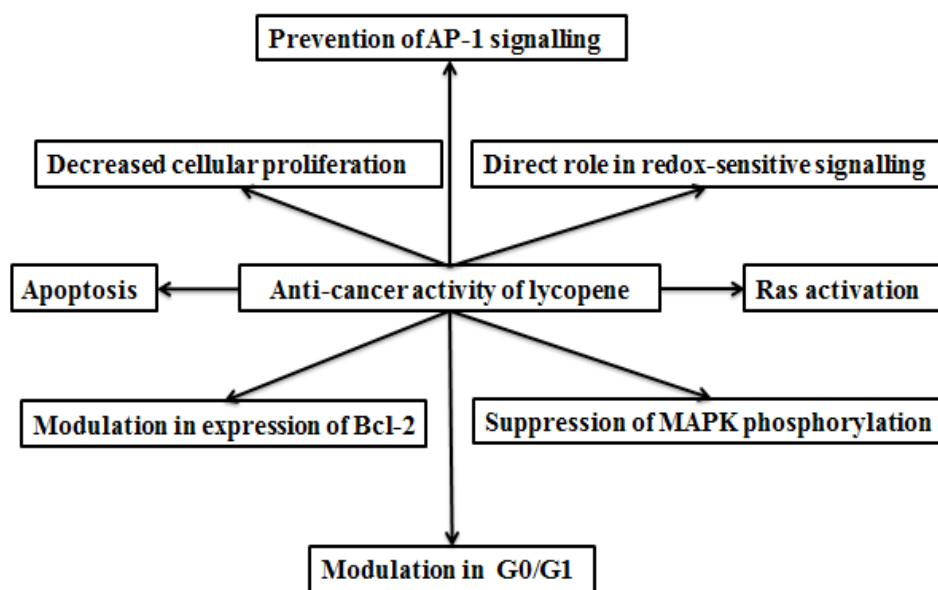 Prevention of AP-1 signalling
Decreased cellular proliferation
Direct role in redox-sensitive signalling
Apoptosis
Anti-cancer activity of lycopene
Ras activation
Modulation in expression of Bcl-2
Suppression of MAPK phosphorylation
Modulation in G0/G1